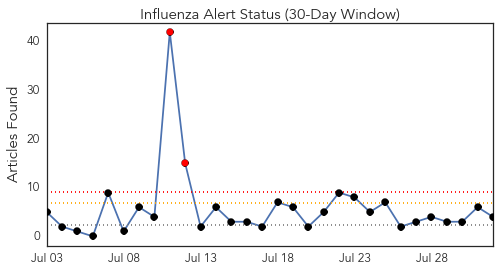 Influenza Alert Status (30-Day Window)
Articles Found
40
30
20
10
0
Jul 03 Jul 08 Jul 13 Jul 18 Jul 23 Jul 28